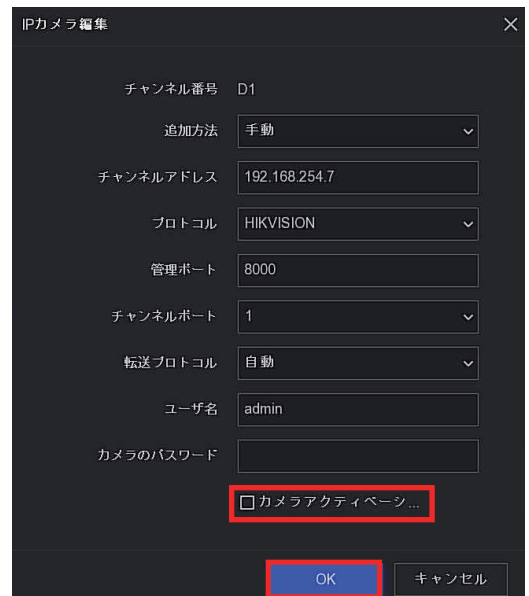 IPカメラ編集
チャンネル番号 D1
追加方法 手動
チャンネルアドレス 192.168.254.7
プロトコル HIKVISION
管理ポート 8000
チャンネルポート 1
転送プロトコル 自動
ユーザ名 admin
カメラのパスワード
カメラアクティベーシ...
OK キャンセル